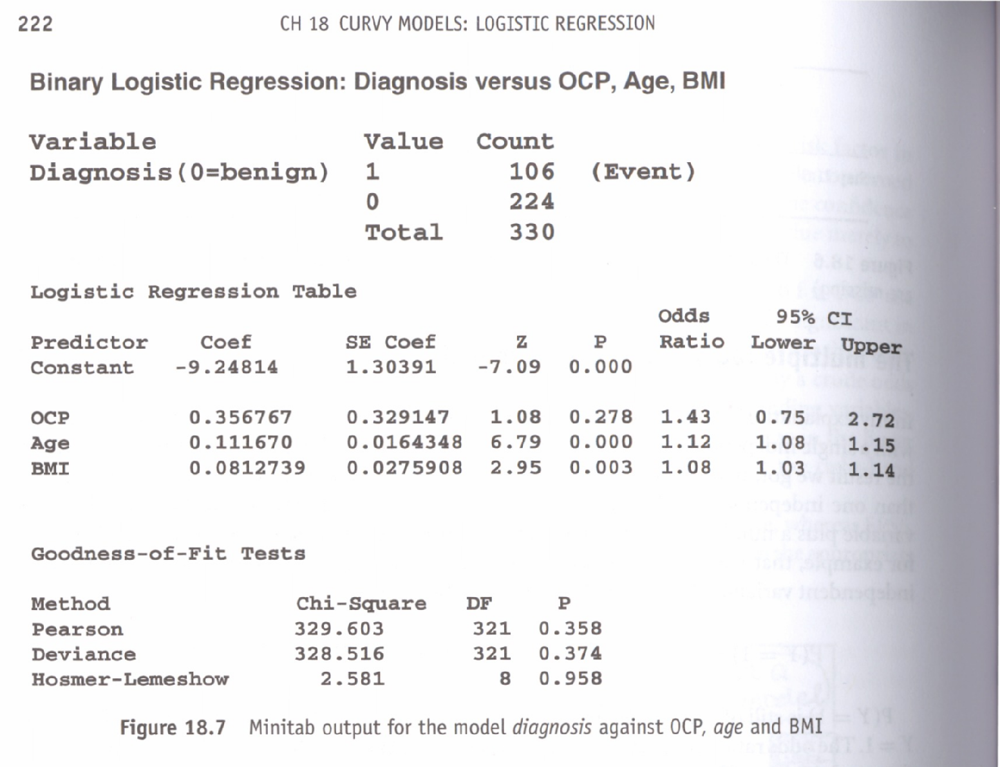 222 CH 18 CURVY MODELS: LOGISTIC REGRESSION
Binary Logistic Regression: Diagnosis versus OCP, Age, BMI
Variable Value Count
Diagnosis(0=benign) 1 106 (Event)
0 224
Total 330
Logistic Regression Table
Odds 95% CI
Predictor Coef SE Coef Z P Ratio Lower Upper
Constant -9.24814 1.30391 -7.09 0.000
OCP 0.356767 0.329147 1.08 0.278 1.43 0.75 2.72
Age 0.111670 0.0164348 6.79 0.000 1.12 1.08 1.15
BMI 0.0812739 0.0275908 2.95 0.003 1.08 1.03 1.14
Goodness-of-Fit Tests
Method Chi-Square DF P
Pearson 329.603 321 0.358
Deviance 328.516 321 0.374
Hosmer-Lemeshow 2.581 8 0.958
Figure 18.7 Minitab output for the model diagnosis against OCP, age and BMI